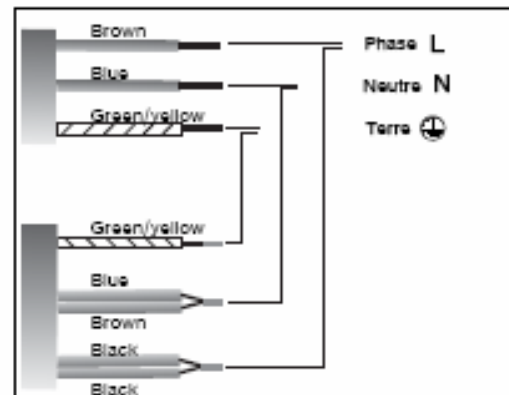 Brown
Phase L
Blue
Neutre N
Green/yellow
Terre
Green/yellow
Blue
Brown
Black
Black